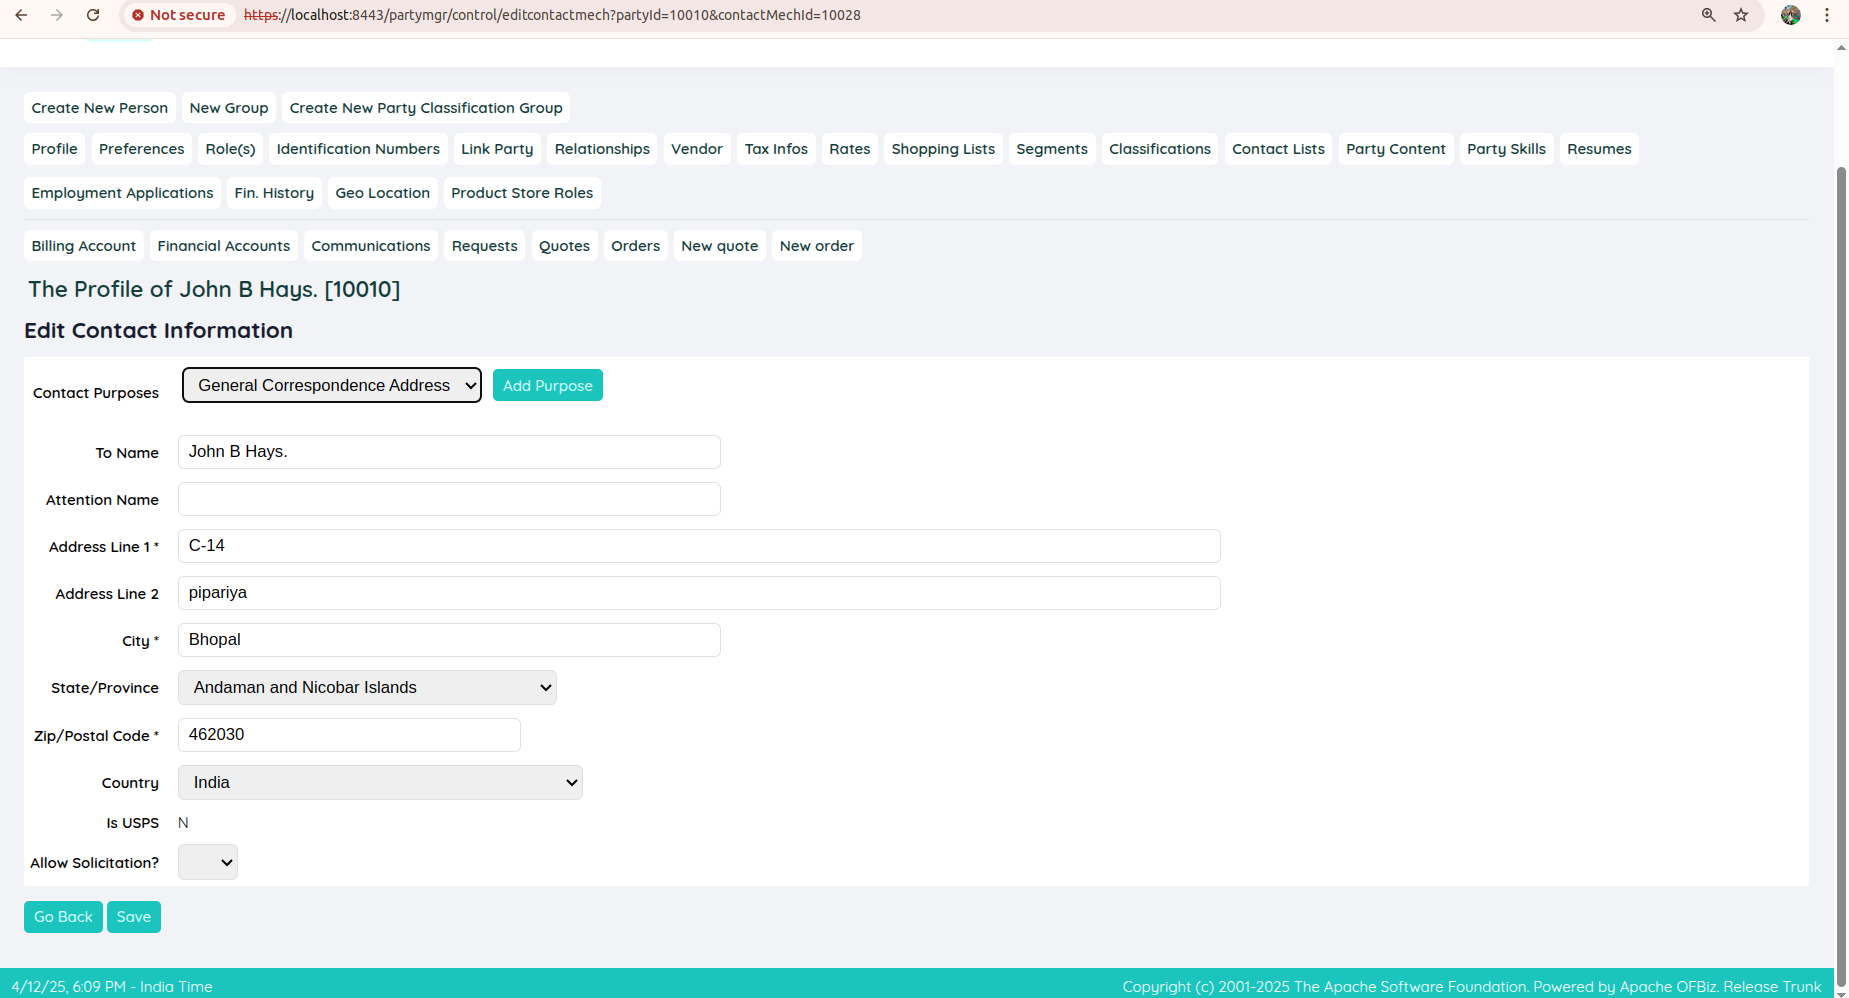 Not secure https://localhost:8443/partymgr/control/editcontactmech?partyId=10010&contactMechId=10028
Create New Person New Group Create New Party Classification Group
Profile Preferences Role(s) Identification Numbers Link Party Relationships Vendor Tax Infos Rates Shopping Lists Segments Classifications Contact Lists Party Content Party Skills Resumes
Employment Applications Fin. History Geo Location Product Store Roles
Billing Account Financial Accounts Communications Requests Quotes Orders New quote New order
The Profile of John B Hays. [10010]
Edit Contact Information
Contact Purposes General Correspondence Address Add Purpose
To Name John B Hays.
Attention Name
Address Line 1 * C-14
Address Line 2 pipariya
City * Bhopal
State/Province Andaman and Nicobar Islands
Zip/Postal Code * 462030
Country India
Is USPS N
Allow Solicitation?
Go Back Save
4/12/25, 6:09 PM - India Time Copyright (c) 2001-2025 The Apache Software Foundation. Powered by Apache OFBiz. Release Trunk